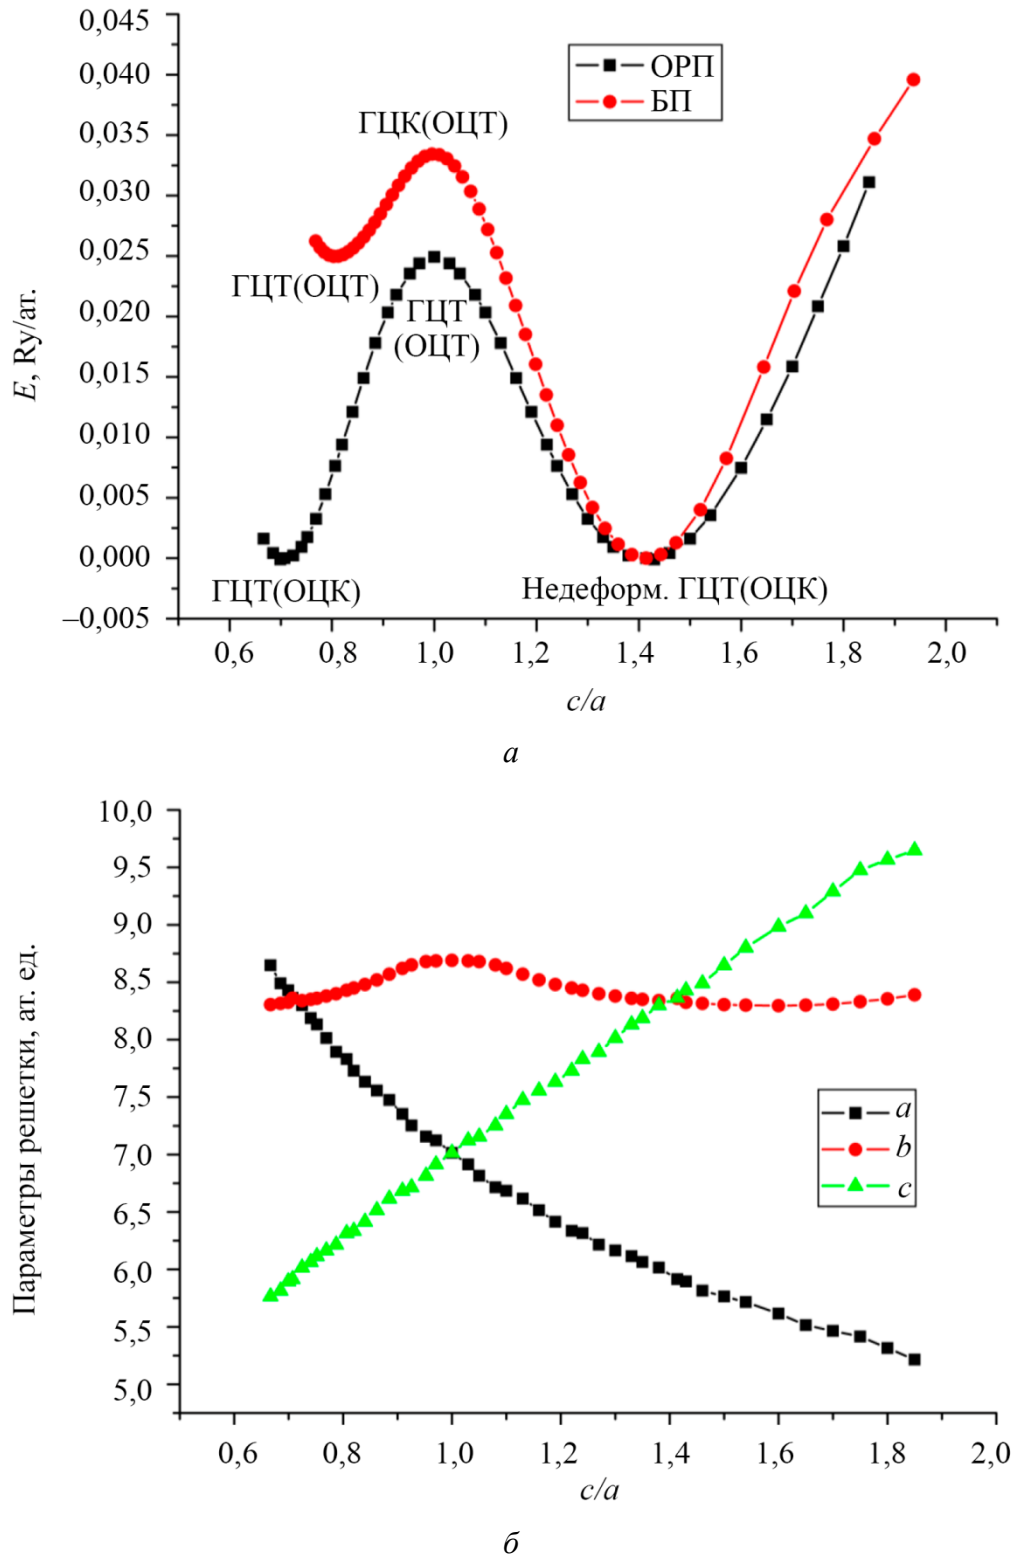 0,045
0,040
0,035
0,030
0,025
0,020
0,015
0,010
0,005
0,000
–0,005
E, Ry/ат.
ОРП
БП
ГЦК(ОЦТ)
ГЦТ(ОЦТ)
ГЦТ
(ОЦТ)
ГЦТ(ОЦК)
Недеформ. ГЦТ(ОЦК)
0,6 0,8 1,0 1,2 1,4 1,6 1,8 2,0
c/a
а
10,0
9,5
9,0
8,5
8,0
7,5
7,0
6,5
6,0
5,5
5,0
Параметры решетки, ат. ед.
a
b
c
0,6 0,8 1,0 1,2 1,4 1,6 1,8 2,0
c/a
б